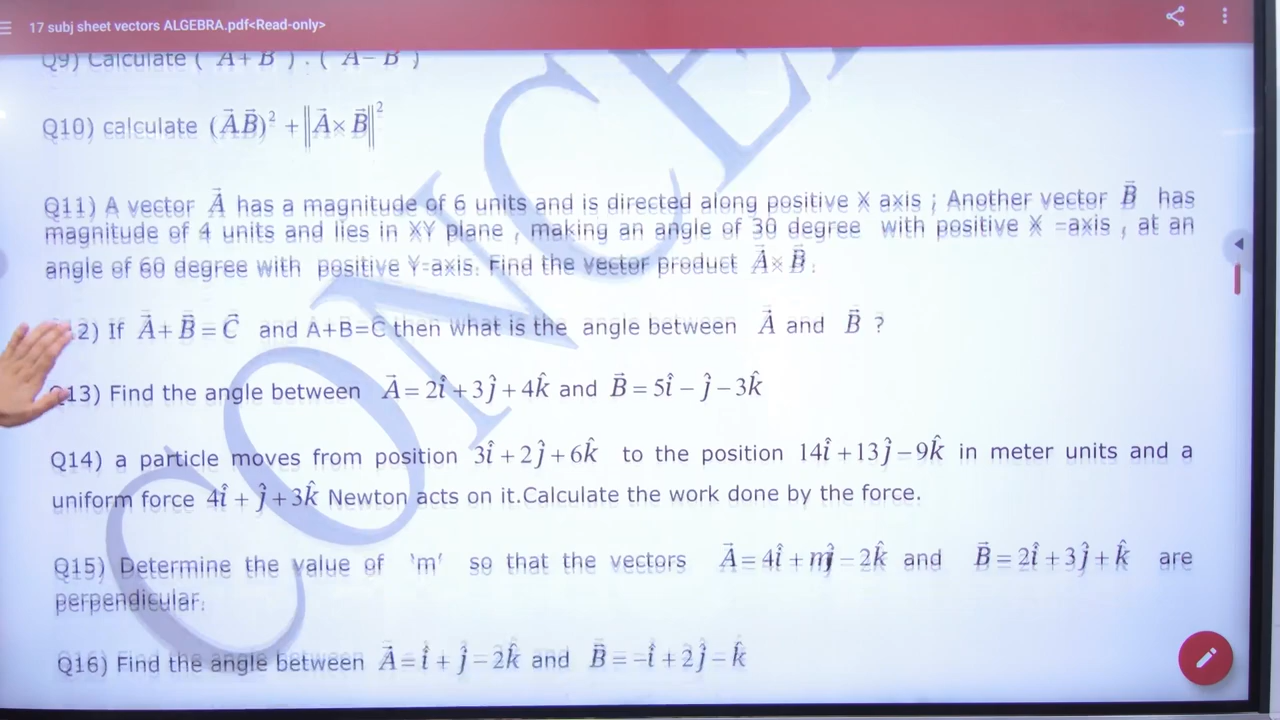 17 subj sheet vectors ALGEBRA.pdf<Read-only>
Q9) Calculate ( A+ B ) . ( A− B )
Q10) calculate (A⃗B⃗)² + ‖A⃗× B⃗‖²
Q11) A vector A⃗ has a magnitude of 6 units and is directed along positive X axis ; Another vector B⃗ has
magnitude of 4 units and lies in XY plane , making an angle of 30 degree with positive X =axis , at an
angle of 60 degree with positive Y=axis. Find the vector product A⃗× B⃗ .
2) If A⃗+ B⃗ = C⃗ and A+B=C then what is the angle between A⃗ and B⃗ ?
Q13) Find the angle between A⃗ = 2î + 3ĵ + 4k̂ and B⃗ = 5î − ĵ − 3k̂
Q14) a particle moves from position 3î + 2ĵ + 6k̂ to the position 14î +13ĵ − 9k̂ in meter units and a
uniform force 4î + ĵ + 3k̂ Newton acts on it.Calculate the work done by the force.
Q15) Determine the value of 'm' so that the vectors A⃗ = 4î + mĵ − 2k̂ and B⃗ = 2î + 3ĵ + k̂ are
perpendicular.
Q16) Find the angle between A⃗ = î + ĵ − 2k̂ and B⃗ = −î + 2ĵ − k̂